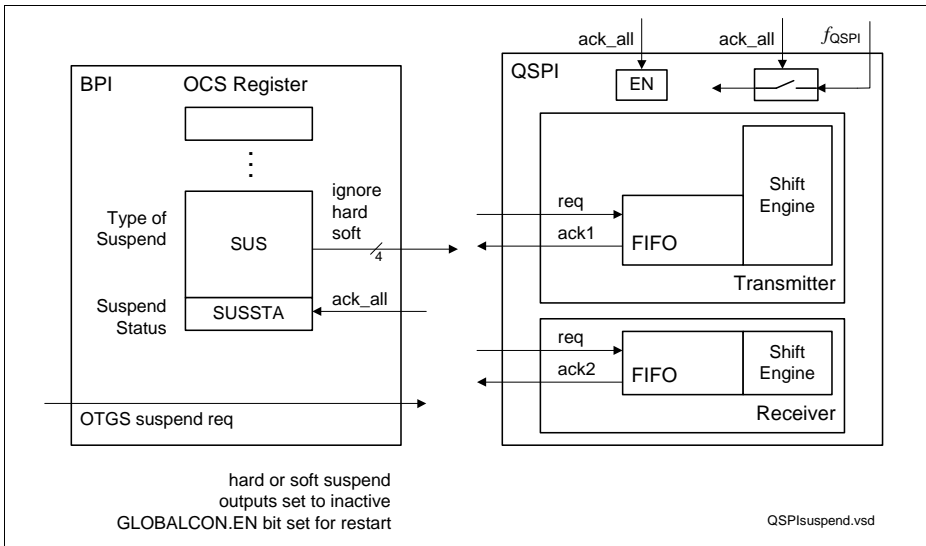 BPI
OCS Register
Type of
Suspend
SUS
ignore
hard
soft
4
Suspend
Status
SUSSTA
ack_all
OTGS suspend req
hard or soft suspend
outputs set to inactive
GLOBALCON.EN bit set for restart
ack_all
ack_all
fQSPI
QSPI
EN
req
ack1
FIFO
Shift
Engine
Transmitter
req
ack2
FIFO
Shift
Engine
Receiver
QSPIsuspend.vsd